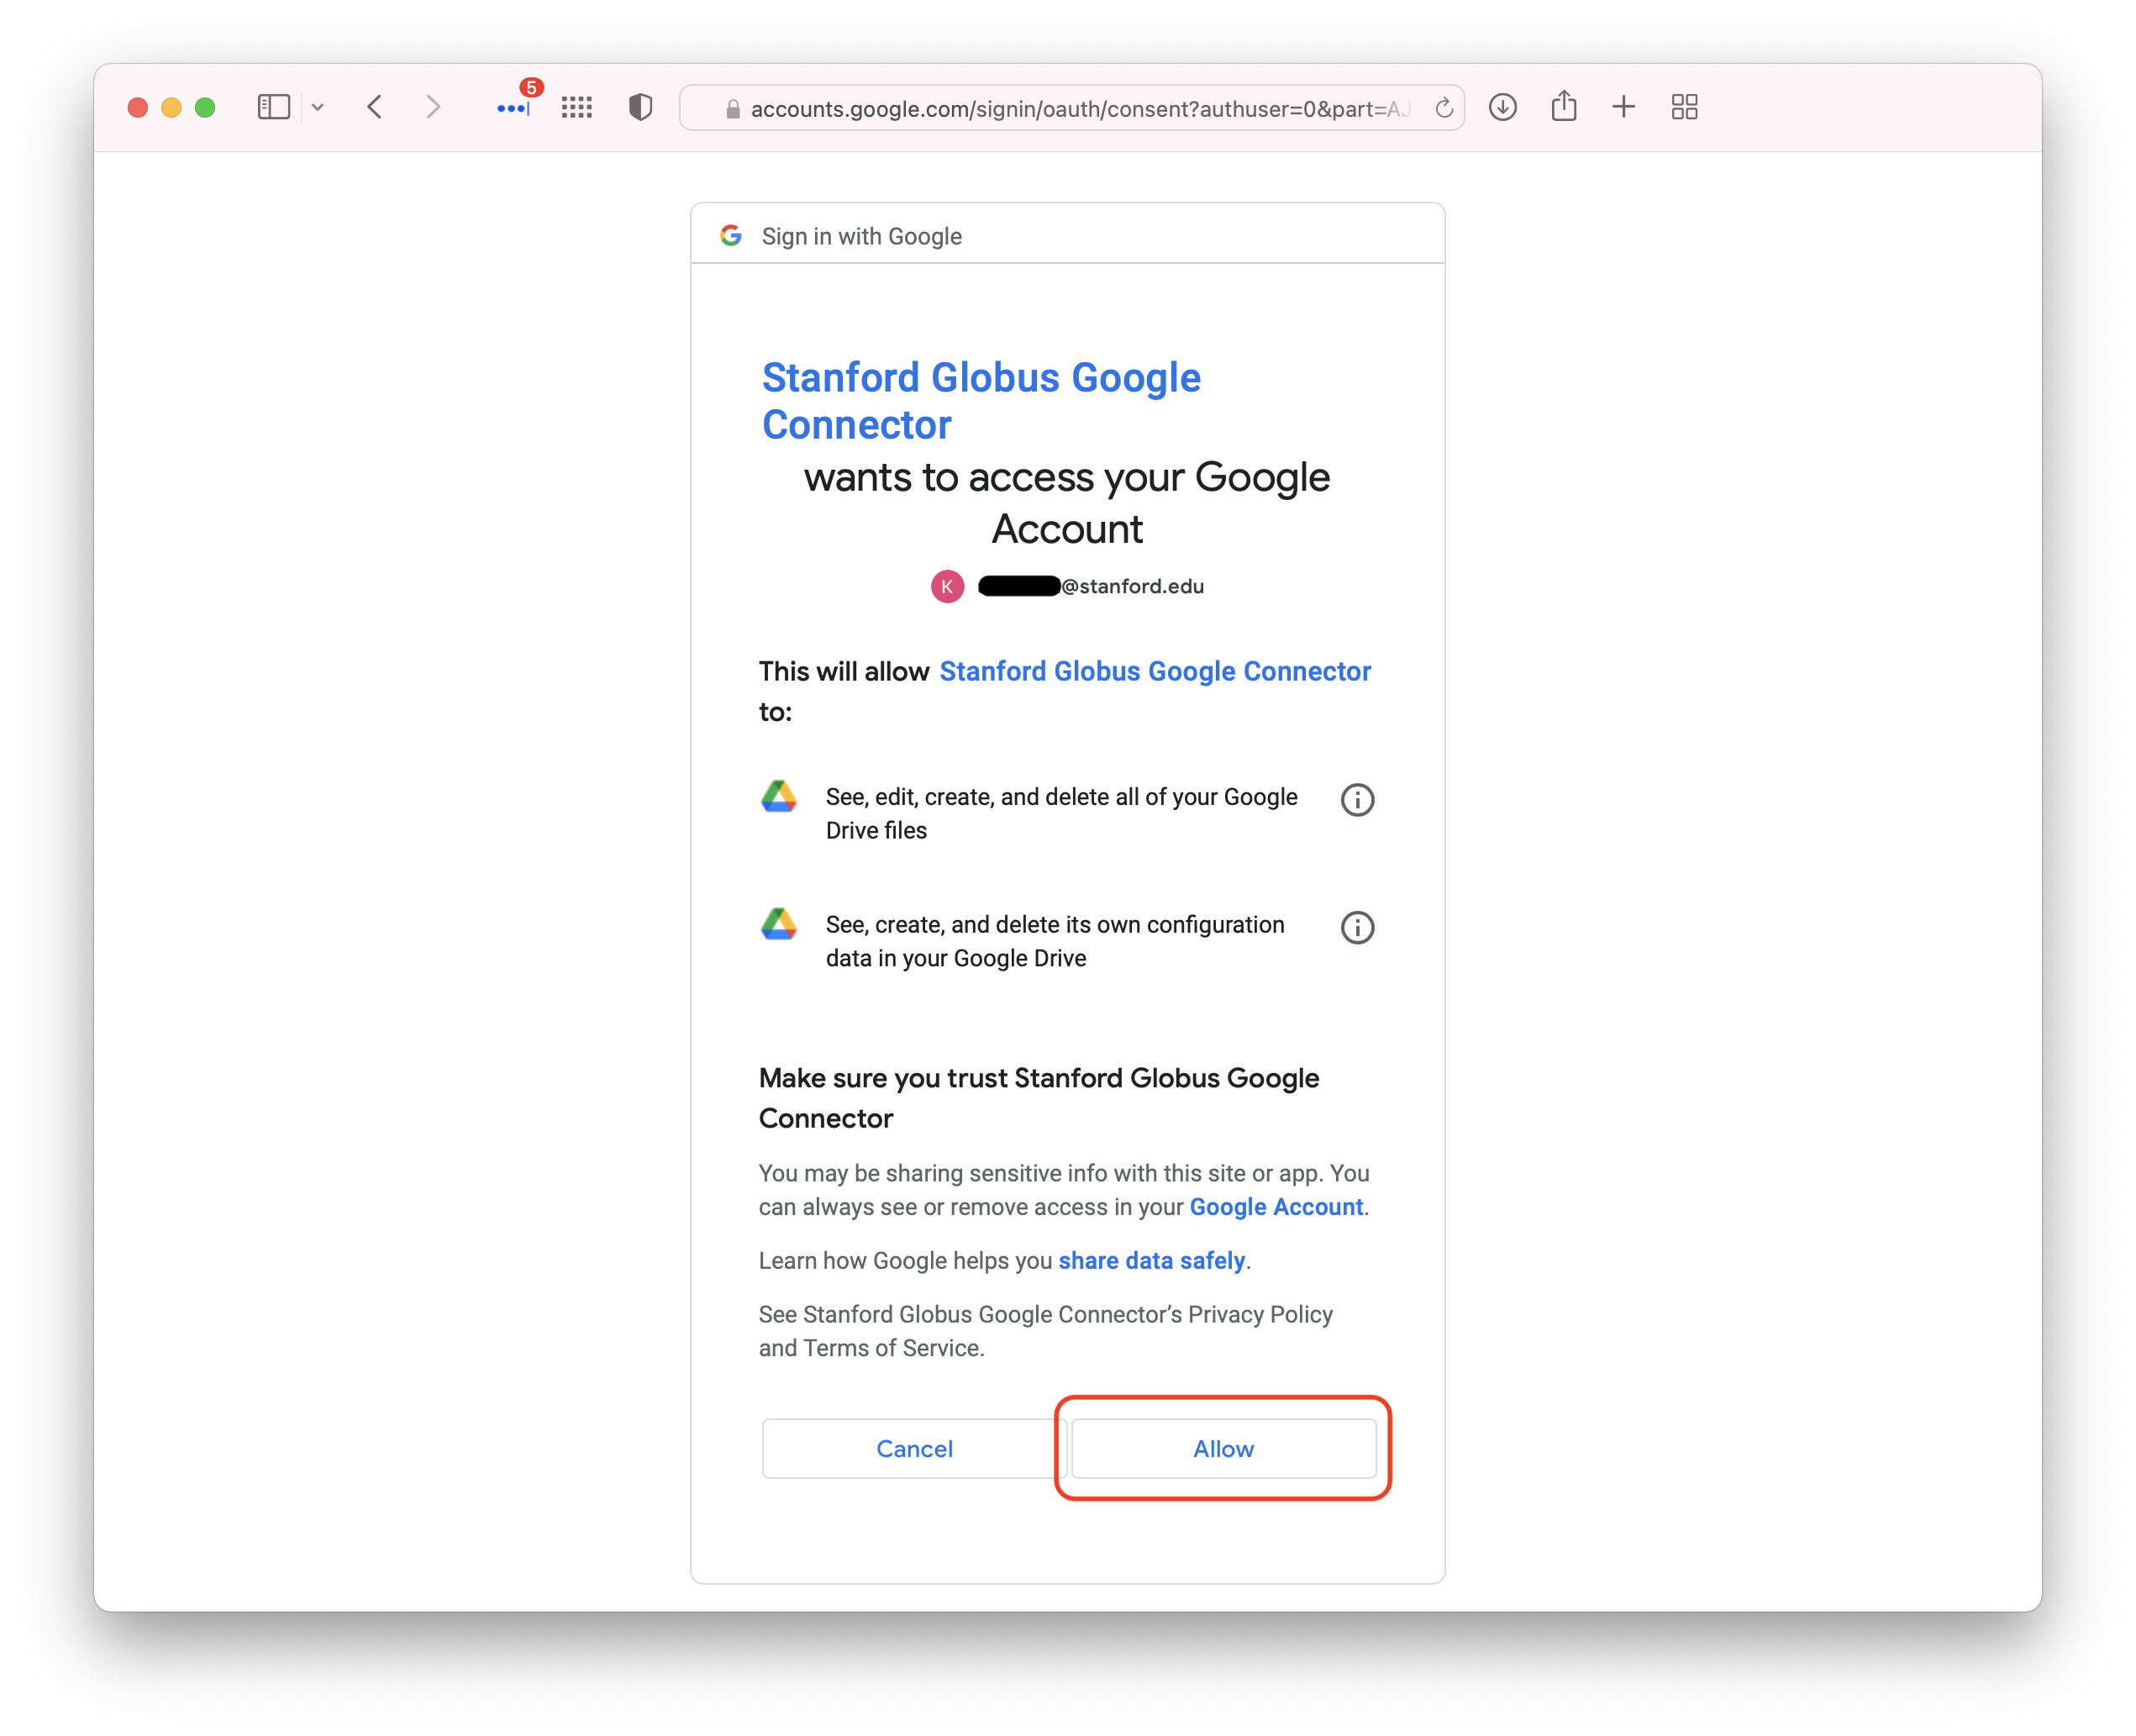 5
accounts.google.com/signin/oauth/consent?authuser=0&part=AJ
Sign in with Google
Stanford Globus Google
Connector
wants to access your Google
Account
K @stanford.edu
This will allow Stanford Globus Google Connector
to:
See, edit, create, and delete all of your Google
Drive files
See, create, and delete its own configuration
data in your Google Drive
Make sure you trust Stanford Globus Google
Connector
You may be sharing sensitive info with this site or app. You
can always see or remove access in your Google Account.
Learn how Google helps you share data safely.
See Stanford Globus Google Connector’s Privacy Policy
and Terms of Service.
Cancel Allow